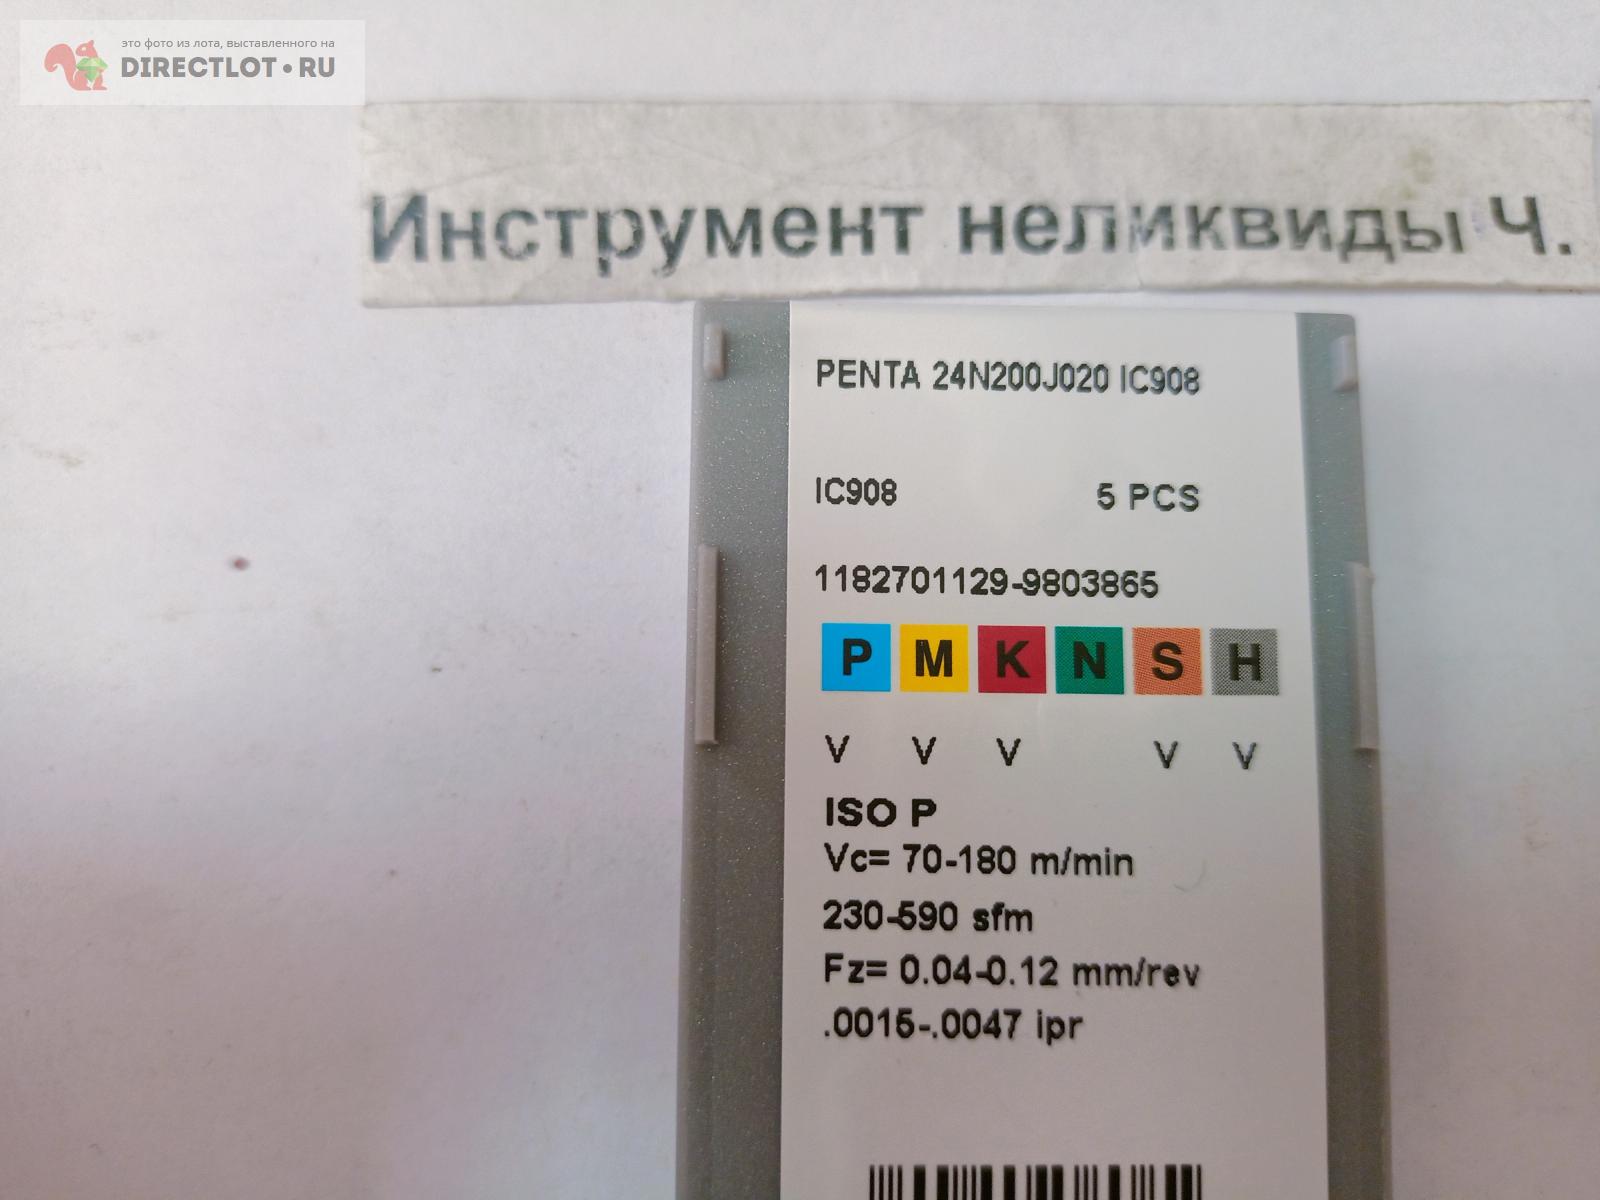 это фото из лота, выставленного на
DIRECTLOT•RU
Инструмент неликвиды Ч.
PENTA 24N200J020 IC908
IC908 5 PCS
1182701129-9803865
P M K N S H
V V V V V
ISO P
Vc= 70-180 m/min
230-590 sfm
Fz= 0.04-0.12 mm/rev
.0015-.0047 ipr